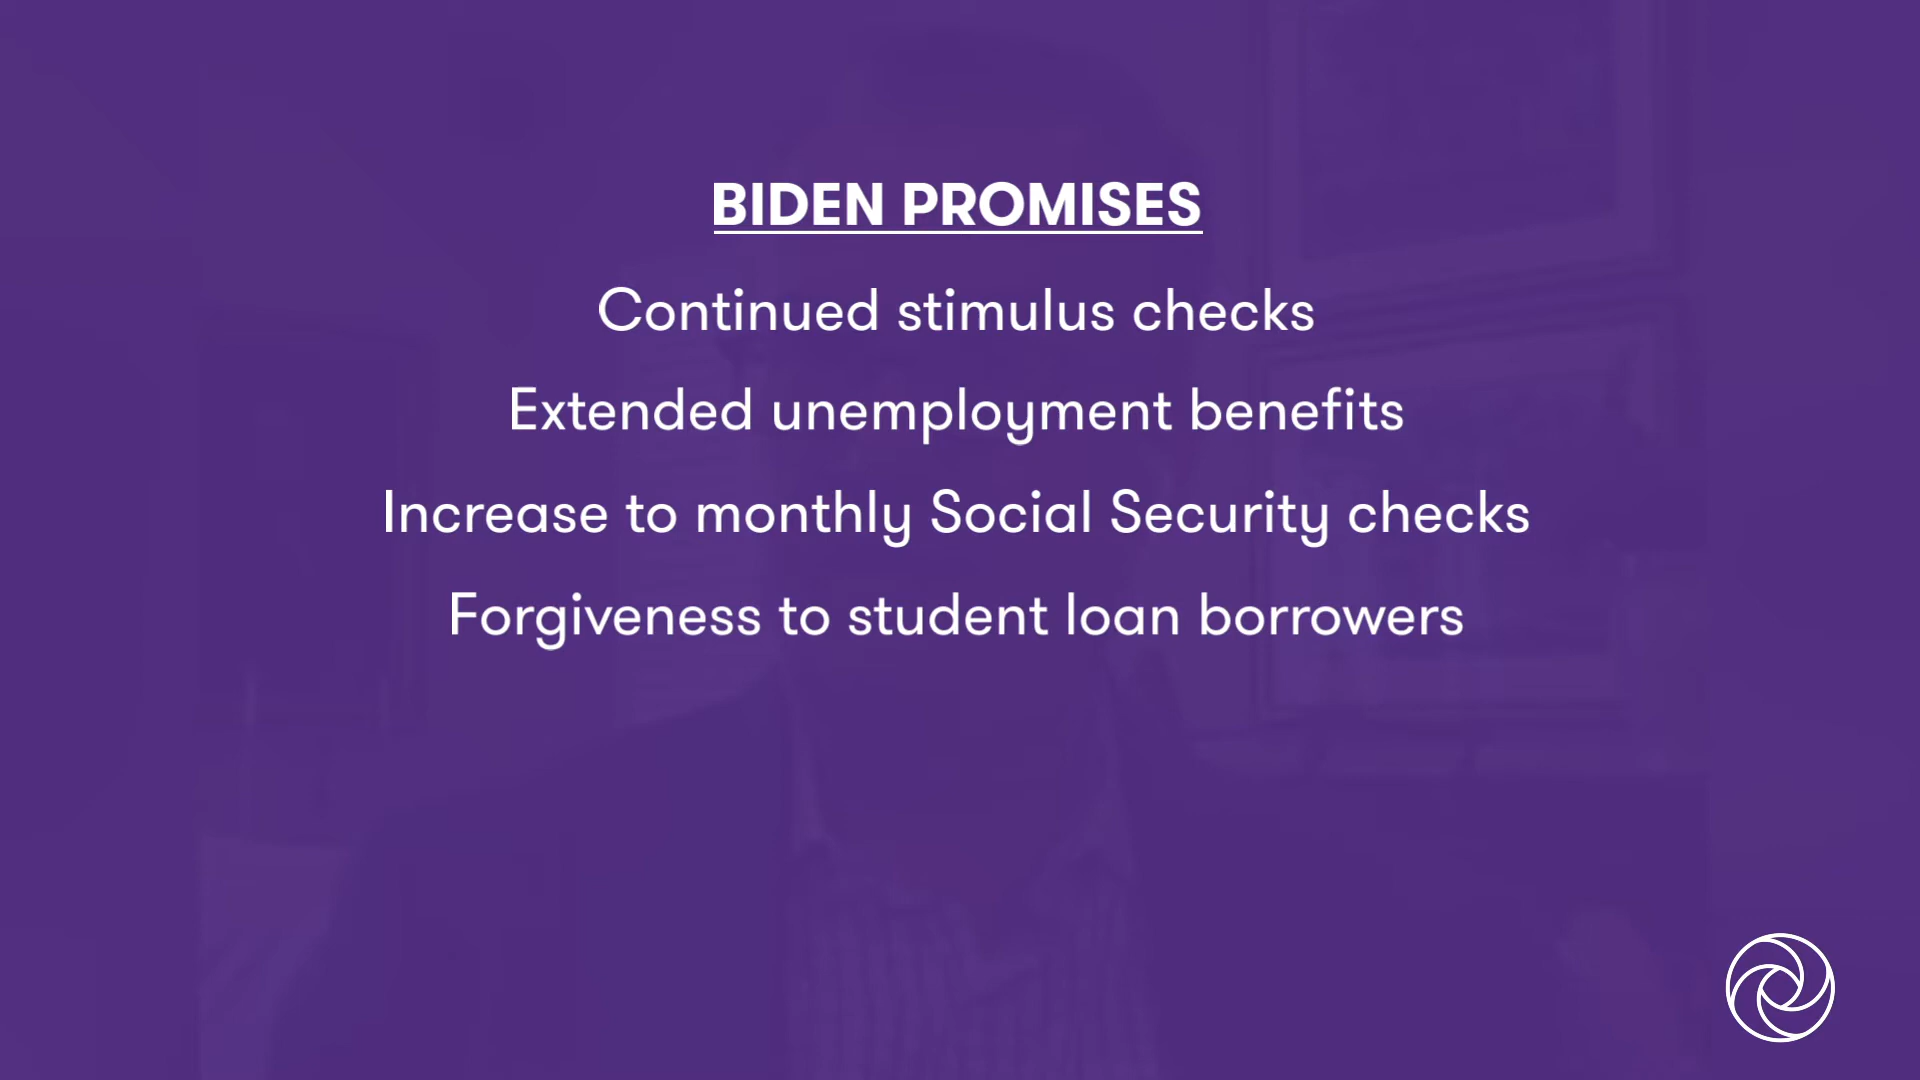 BIDEN PROMISES
Continued stimulus checks
Extended unemployment benefits
Increase to monthly Social Security checks
Forgiveness to student loan borrowers